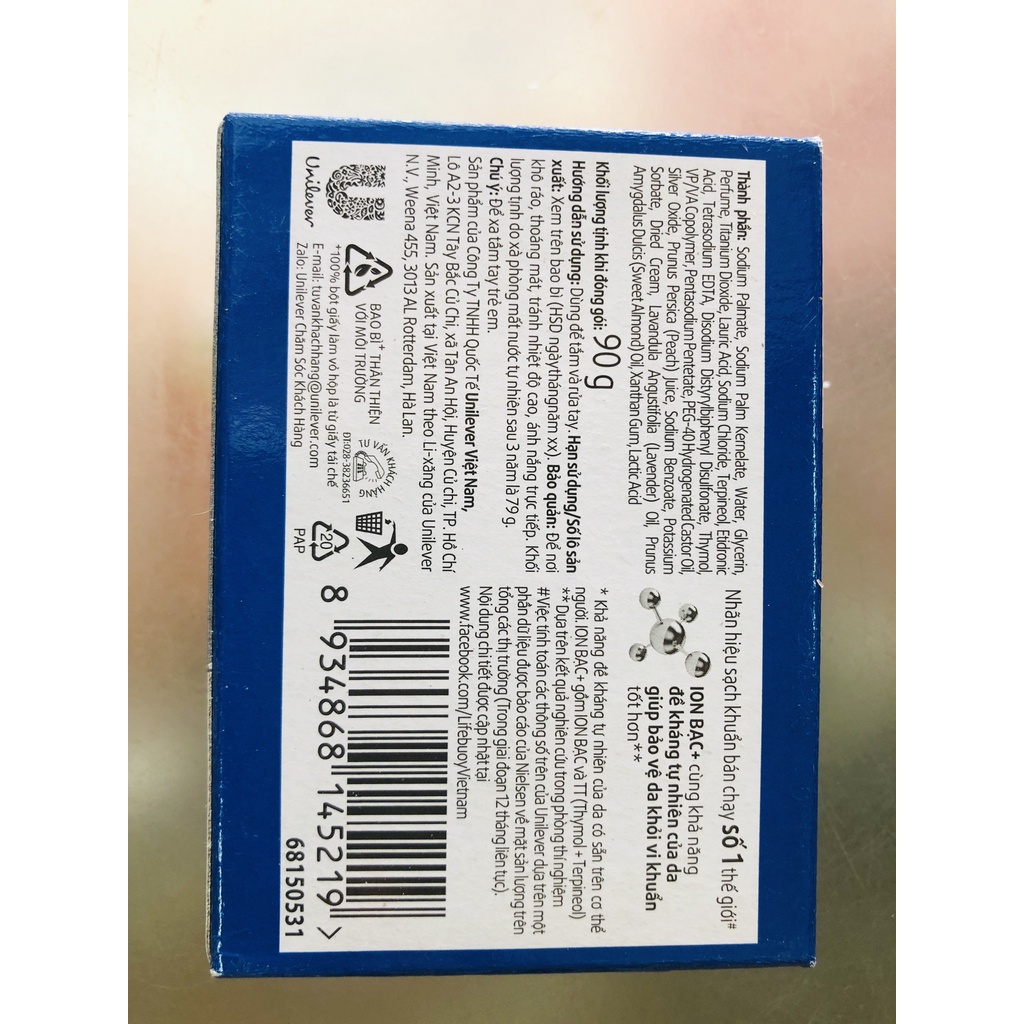 Thành phần: Sodium Palmate, Sodium Palm Kernelate, Water, Glycerin,
Perfume, Titanium Dioxide, Lauric Acid, Sodium Chloride, Terpineol, Etidronic
Acid, Tetrasodium EDTA, Disodium Distyrylbiphenyl Disulfonate, Thymol,
VP/VA Copolymer, Pentasodium Pentetate, PEG-40 Hydrogenated Castor Oil,
Silver Oxide, Prunus Persica (Peach) Juice, Sodium Benzoate, Potassium
Sorbate, Dried Cream, Lavandula Angustifolia (Lavender) Oil, Prunus
Amygdalus Dulcis (Sweet Almond) Oil, Xanthan Gum, Lactic Acid
Khối lượng tịnh khi đóng gói: 90g
Hướng dẫn sử dụng: Dùng để tắm và rửa tay. Hạn sử dụng/Số lô sản
xuất: Xem trên bao bì (HSD ngàythángnăm xx). Bảo quản: Để nơi
khô ráo, thoáng mát, tránh nhiệt độ cao, ánh nắng trực tiếp. Khối
lượng tịnh do xà phòng mất nước tự nhiên sau 3 năm là 79 g.
Chú ý: Để xa tầm tay trẻ em.
Sản phẩm của Công Ty TNHH Quốc Tế Unilever Việt Nam,
Lô A2-3 KCN Tây Bắc Củ Chi, xã Tân An Hội, Huyện Củ chi, TP. Hồ Chí
Minh, Việt Nam. Sản xuất tại Việt Nam theo Li-xăng của Unilever
N.V., Weena 455, 3013 AL Rotterdam, Hà Lan.
Unilever
BAO BÌ+ THÂN THIỆN
VỚI MÔI TRƯỜNG
+100% bột giấy làm vỏ hộp là từ giấy tái chế
E-mail: tuvankhachhang@unilever.com
Zalo: Unilever Chăm Sóc Khách Hàng
TƯ VẤN KHÁCH HÀNG
ĐT:028-38236651
20
PAP
Nhãn hiệu sạch khuẩn bán chạy số 1 thế giới#
ION BẠC+ cùng khả năng
đề kháng tự nhiên của da
giúp bảo vệ da khỏi vi khuẩn
tốt hơn**
* Khả năng đề kháng tự nhiên của da có sẵn trên cơ thể
người. ION BẠC+ gồm ION BẠC và TT (Thymol + Terpineol)
**Dựa trên kết quả nghiên cứu trong phòng thí nghiệm
#Việc tính toán các thông số trên của Unilever dựa trên một
phần dữ liệu được báo cáo của Nielsen về mặt sản lượng trên
tổng các thị trường (Trong giai đoạn 12 tháng liên tục).
Nội dung chi tiết được cập nhật tại
www.facebook.com/LifebuoyVietnam
8 934868 145219 >
68150531